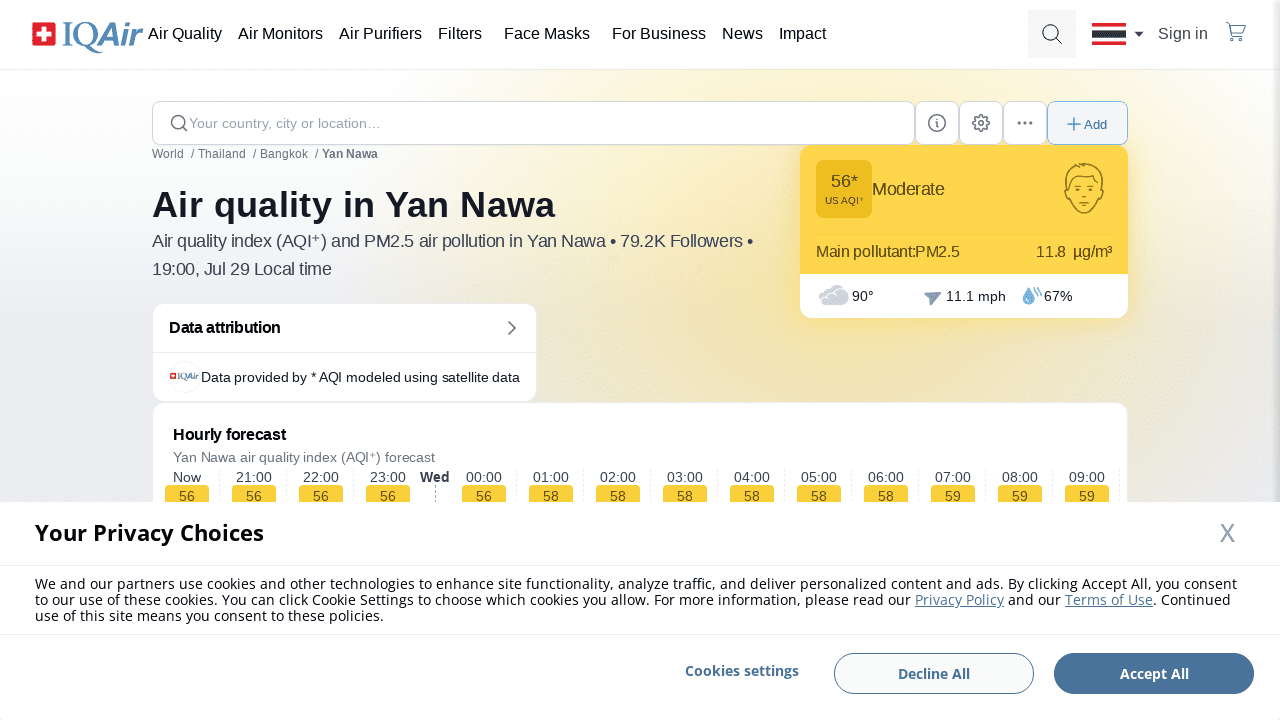 IQAir Air Quality Air Monitors Air Purifiers Filters Face Masks For Business News Impact Sign in
Your country, city or location…
Add
World / Thailand / Bangkok / Yan Nawa
Air quality in Yan Nawa
Air quality index (AQI⁺) and PM2.5 air pollution in Yan Nawa • 79.2K Followers •
19:00, Jul 29 Local time
56*
US AQI⁺
Moderate
Main pollutant: PM2.5 11.8 µg/m³
90° 11.1 mph 67%
Data attribution
IQAir Data provided by * AQI modeled using satellite data
Hourly forecast
Yan Nawa air quality index (AQI⁺) forecast
Now 21:00 22:00 23:00 Wed 00:00 01:00 02:00 03:00 04:00 05:00 06:00 07:00 08:00 09:00
56 56 56 56 56 58 58 58 58 58 58 59 59 59
Your Privacy Choices X
We and our partners use cookies and other technologies to enhance site functionality, analyze traffic, and deliver personalized content and ads. By clicking Accept All, you consent
to our use of these cookies. You can click Cookie Settings to choose which cookies you allow. For more information, please read our Privacy Policy and our Terms of Use. Continued
use of this site means you consent to these policies.
Cookies settings Decline All Accept All